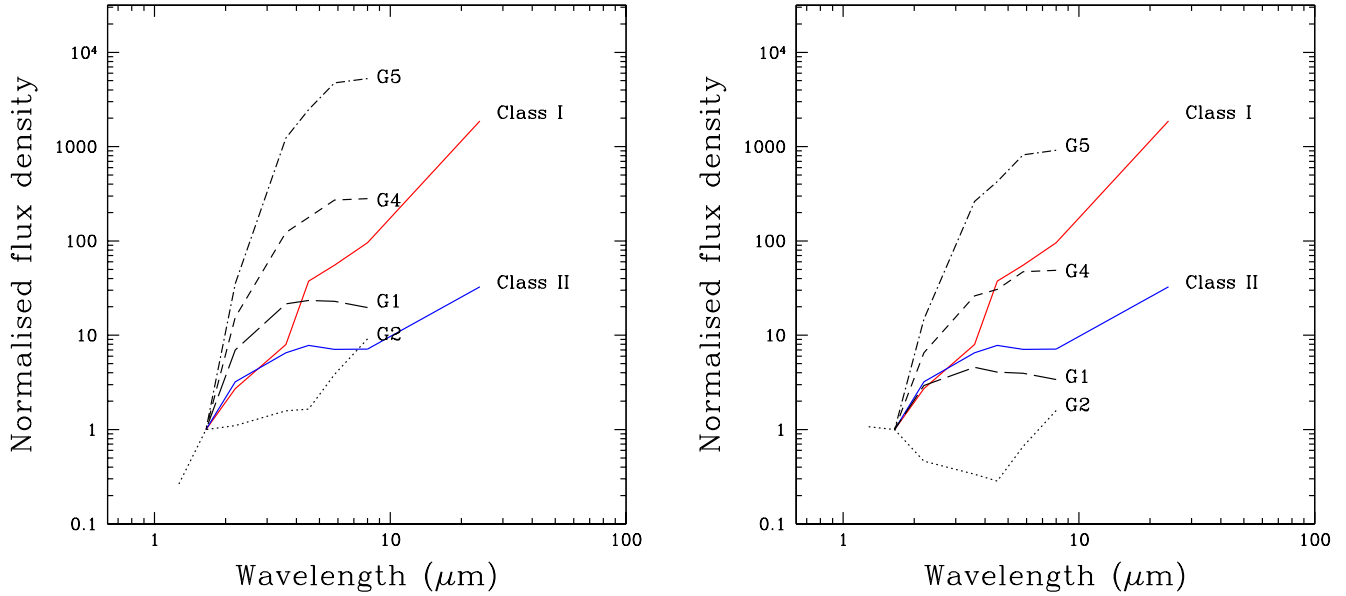 Normalised flux density
10⁴
1000
100
10
1
0.1
G5
Class I
G4
G1
Class II
G2
1
10
100
Wavelength (μm)
Normalised flux density
10⁴
1000
100
10
1
0.1
Class I
G5
G4
Class II
G1
G2
1
10
100
Wavelength (μm)